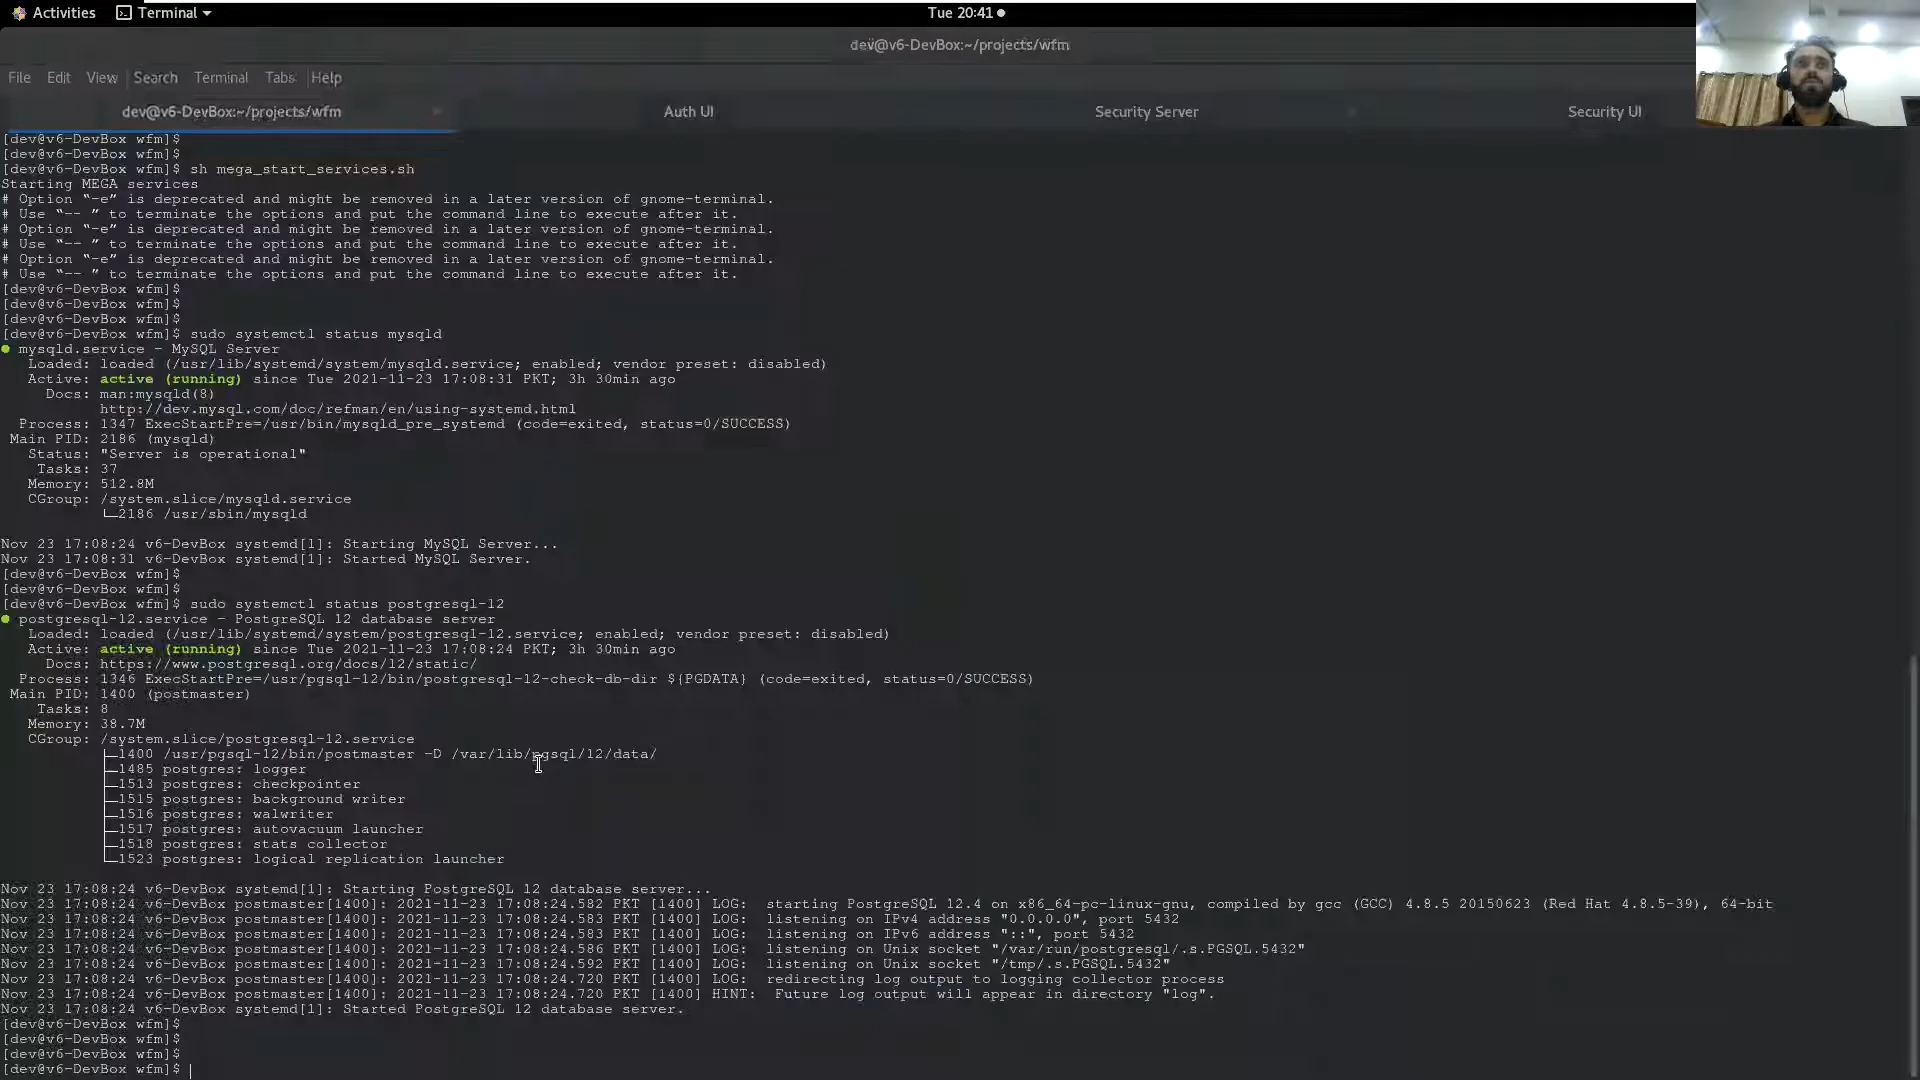 Activities Terminal Tue 20:41
dev@v6-DevBox:~/projects/wfm
File Edit View Search Terminal Tabs Help
dev@v6-DevBox:~/projects/wfm × Auth UI Security Server Security UI
[dev@v6-DevBox wfm]$
[dev@v6-DevBox wfm]$
[dev@v6-DevBox wfm]$ sh mega_start_services.sh
Starting MEGA services
# Option “-e” is deprecated and might be removed in a later version of gnome-terminal.
# Use “-- ” to terminate the options and put the command line to execute after it.
# Option “-e” is deprecated and might be removed in a later version of gnome-terminal.
# Use “-- ” to terminate the options and put the command line to execute after it.
# Option “-e” is deprecated and might be removed in a later version of gnome-terminal.
# Use “-- ” to terminate the options and put the command line to execute after it.
[dev@v6-DevBox wfm]$
[dev@v6-DevBox wfm]$
[dev@v6-DevBox wfm]$
[dev@v6-DevBox wfm]$ sudo systemctl status mysqld
● mysqld.service - MySQL Server
Loaded: loaded (/usr/lib/systemd/system/mysqld.service; enabled; vendor preset: disabled)
Active: active (running) since Tue 2021-11-23 17:08:31 PKT; 3h 30min ago
Docs: man:mysqld(8)
http://dev.mysql.com/doc/refman/en/using-systemd.html
Process: 1347 ExecStartPre=/usr/bin/mysqld_pre_systemd (code=exited, status=0/SUCCESS)
Main PID: 2186 (mysqld)
Status: "Server is operational"
Tasks: 37
Memory: 512.8M
CGroup: /system.slice/mysqld.service
└─2186 /usr/sbin/mysqld
Nov 23 17:08:24 v6-DevBox systemd[1]: Starting MySQL Server...
Nov 23 17:08:31 v6-DevBox systemd[1]: Started MySQL Server.
[dev@v6-DevBox wfm]$
[dev@v6-DevBox wfm]$
[dev@v6-DevBox wfm]$ sudo systemctl status postgresql-12
● postgresql-12.service - PostgreSQL 12 database server
Loaded: loaded (/usr/lib/systemd/system/postgresql-12.service; enabled; vendor preset: disabled)
Active: active (running) since Tue 2021-11-23 17:08:24 PKT; 3h 30min ago
Docs: https://www.postgresql.org/docs/12/static/
Process: 1346 ExecStartPre=/usr/pgsql-12/bin/postgresql-12-check-db-dir ${PGDATA} (code=exited, status=0/SUCCESS)
Main PID: 1400 (postmaster)
Tasks: 8
Memory: 38.7M
CGroup: /system.slice/postgresql-12.service
├─1400 /usr/pgsql-12/bin/postmaster -D /var/lib/pgsql/12/data/
├─1485 postgres: logger
├─1513 postgres: checkpointer
├─1515 postgres: background writer
├─1516 postgres: walwriter
├─1517 postgres: autovacuum launcher
├─1518 postgres: stats collector
└─1523 postgres: logical replication launcher
Nov 23 17:08:24 v6-DevBox systemd[1]: Starting PostgreSQL 12 database server...
Nov 23 17:08:24 v6-DevBox postmaster[1400]: 2021-11-23 17:08:24.582 PKT [1400] LOG: starting PostgreSQL 12.4 on x86_64-pc-linux-gnu, compiled by gcc (GCC) 4.8.5 20150623 (Red Hat 4.8.5-39), 64-bit
Nov 23 17:08:24 v6-DevBox postmaster[1400]: 2021-11-23 17:08:24.583 PKT [1400] LOG: listening on IPv4 address "0.0.0.0", port 5432
Nov 23 17:08:24 v6-DevBox postmaster[1400]: 2021-11-23 17:08:24.583 PKT [1400] LOG: listening on IPv6 address "::", port 5432
Nov 23 17:08:24 v6-DevBox postmaster[1400]: 2021-11-23 17:08:24.586 PKT [1400] LOG: listening on Unix socket "/var/run/postgresql/.s.PGSQL.5432"
Nov 23 17:08:24 v6-DevBox postmaster[1400]: 2021-11-23 17:08:24.592 PKT [1400] LOG: listening on Unix socket "/tmp/.s.PGSQL.5432"
Nov 23 17:08:24 v6-DevBox postmaster[1400]: 2021-11-23 17:08:24.720 PKT [1400] LOG: redirecting log output to logging collector process
Nov 23 17:08:24 v6-DevBox postmaster[1400]: 2021-11-23 17:08:24.720 PKT [1400] HINT: Future log output will appear in directory "log".
Nov 23 17:08:24 v6-DevBox systemd[1]: Started PostgreSQL 12 database server.
[dev@v6-DevBox wfm]$
[dev@v6-DevBox wfm]$
[dev@v6-DevBox wfm]$
[dev@v6-DevBox wfm]$